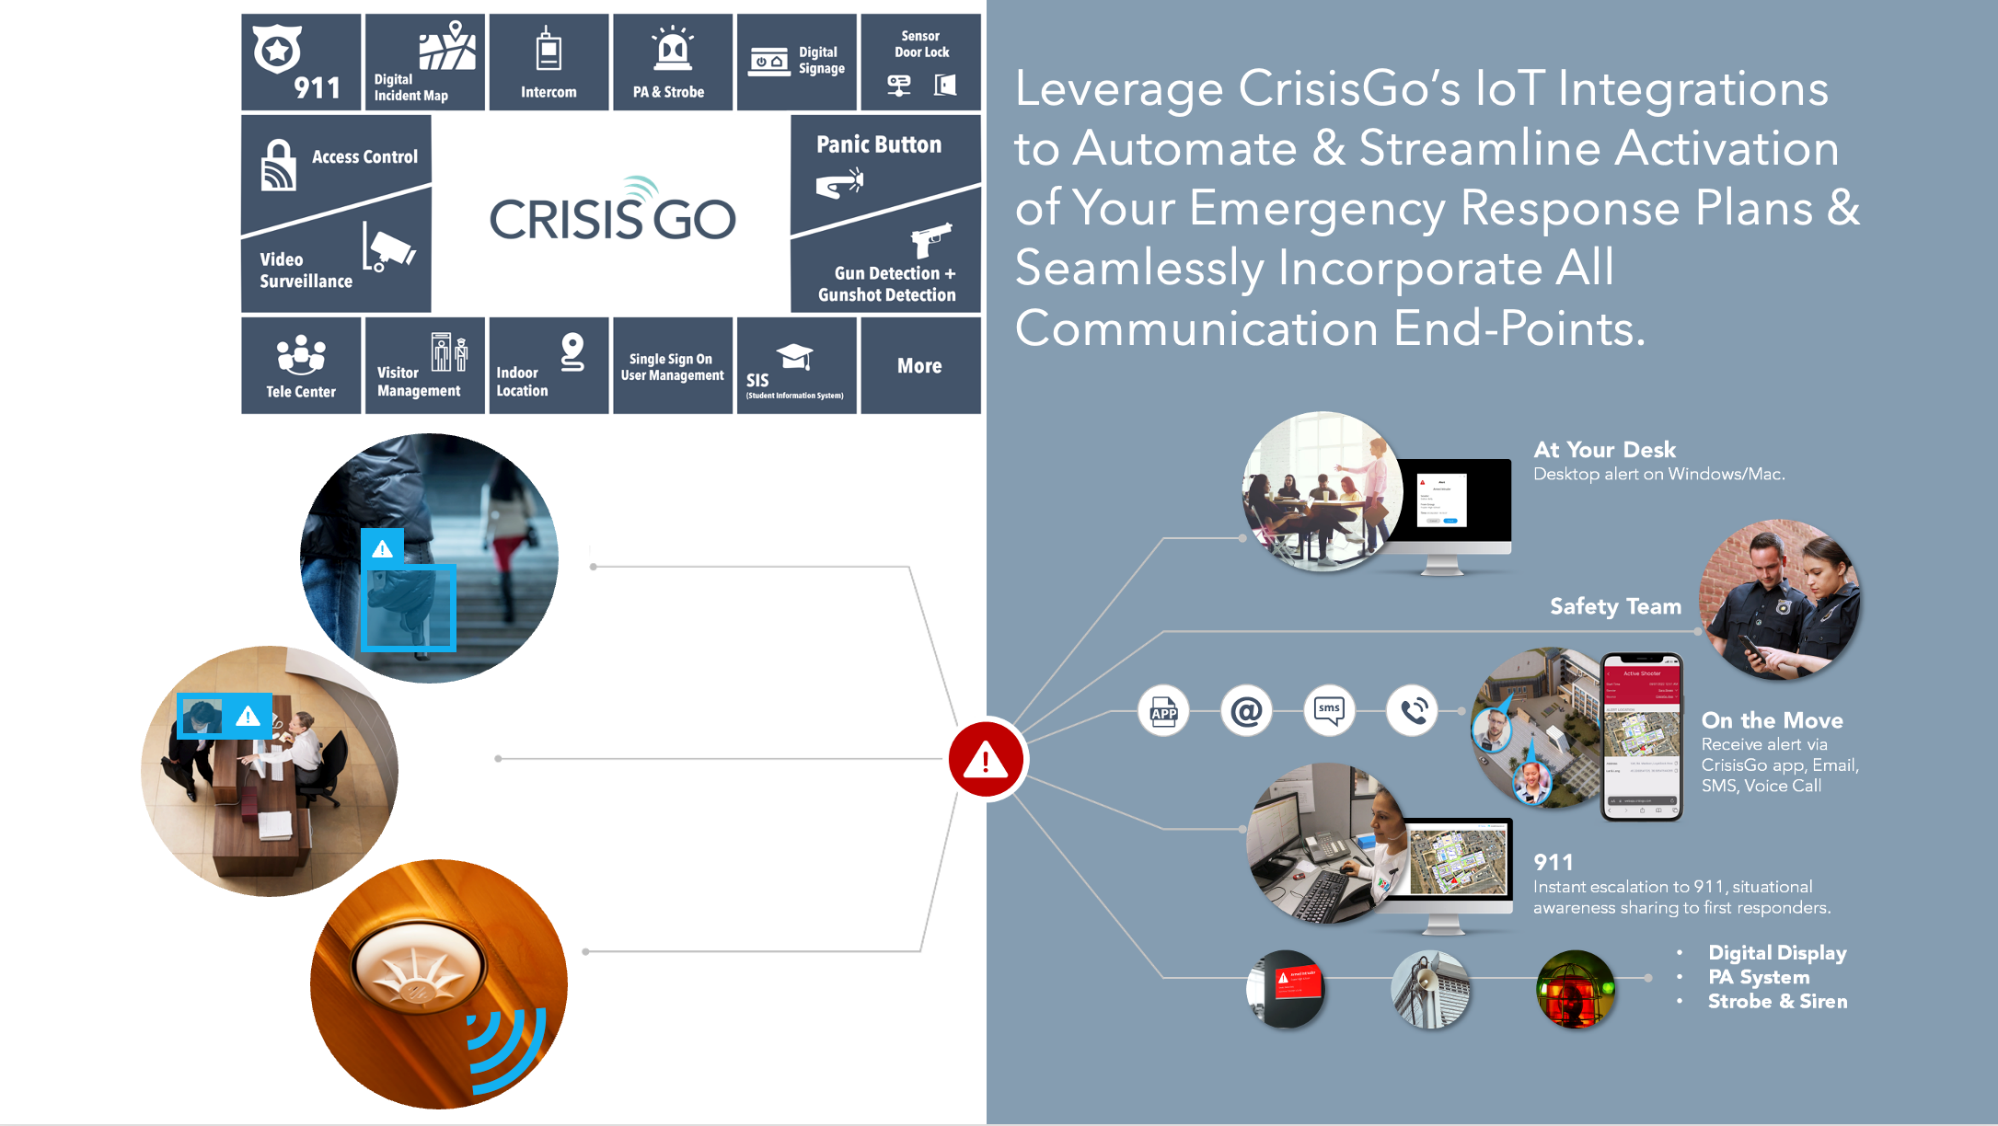 911
Digital
Incident Map
Intercom
PA & Strobe
Digital
Signage
Sensor
Door Lock
Access Control
Video
Surveillance
CRISIS GO
Panic Button
Gun Detection +
Gunshot Detection
Tele Center
Visitor
Management
Indoor
Location
Single Sign On
User Management
SIS
(Student Information System)
More
Leverage CrisisGo’s IoT Integrations
to Automate & Streamline Activation
of Your Emergency Response Plans &
Seamlessly Incorporate All
Communication End-Points.
At Your Desk
Desktop alert on Windows/Mac.
Safety Team
APP
@
sms
Active Shooter
On the Move
Receive alert via
CrisisGo app, Email,
SMS, Voice Call
911
Instant escalation to 911, situational
awareness sharing to first responders.
• Digital Display
• PA System
• Strobe & Siren